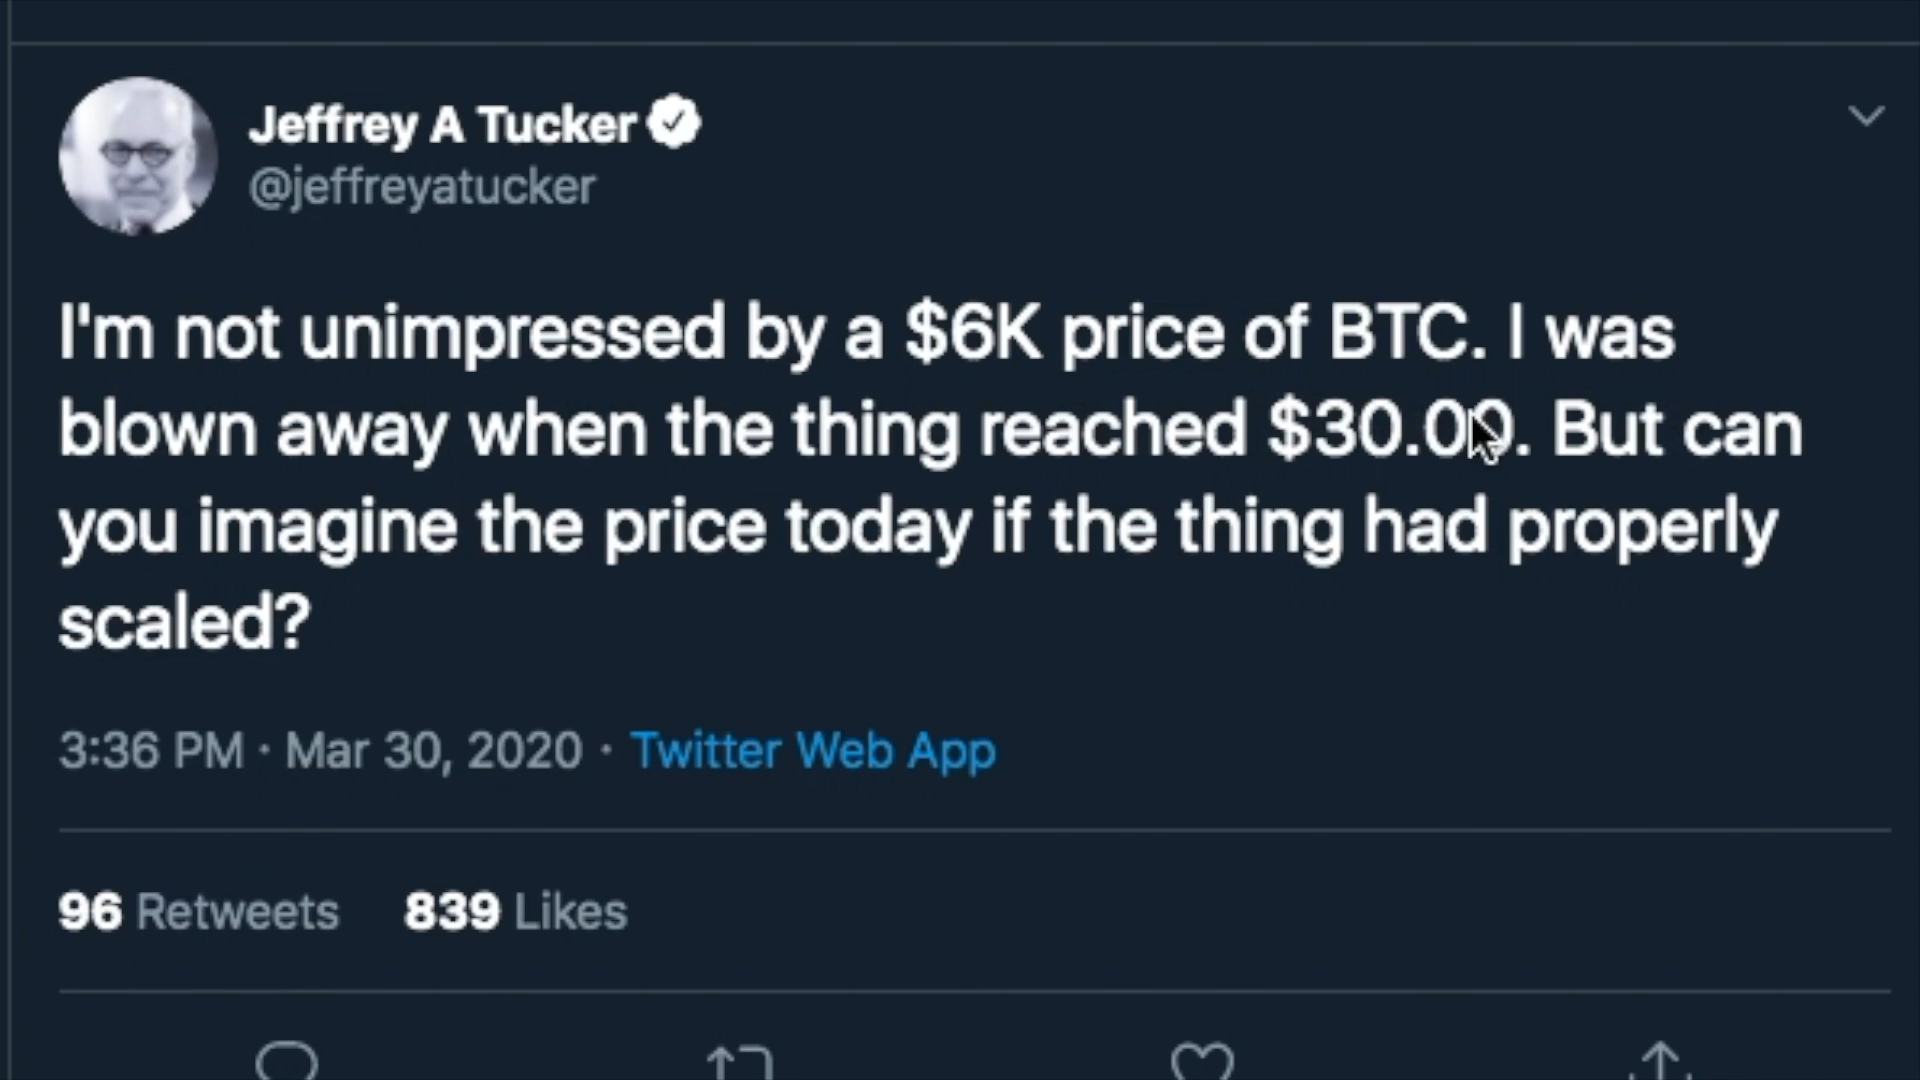 Jeffrey A Tucker
@jeffreyatucker
I'm not unimpressed by a $6K price of BTC. I was
blown away when the thing reached $30.00. But can
you imagine the price today if the thing had properly
scaled?
3:36 PM · Mar 30, 2020 · Twitter Web App
96 Retweets 839 Likes